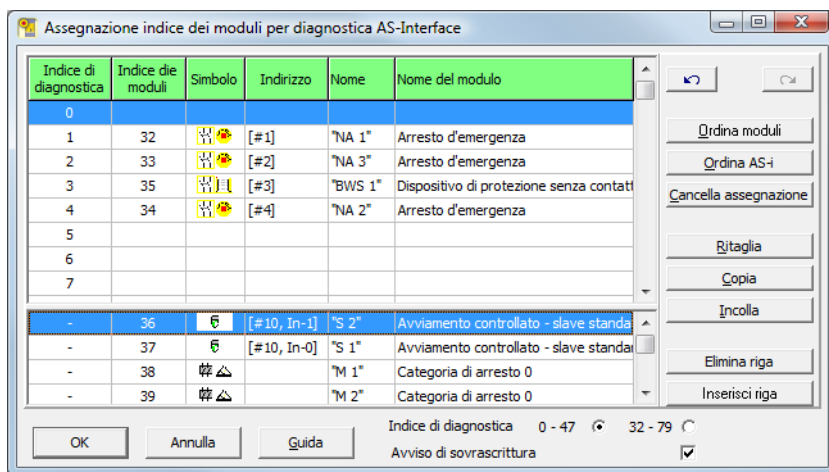 Assegnazione indice dei moduli per diagnostica AS-Interface
Indice di diagnostica Indice die moduli Simbolo Indirizzo Nome Nome del modulo
0
1 32 [#1] "NA 1" Arresto d'emergenza
2 33 [#2] "NA 3" Arresto d'emergenza
3 35 [#3] "BWS 1" Dispositivo di protezione senza contatt
4 34 [#4] "NA 2" Arresto d'emergenza
5
6
7
- 36 [#10, In-1] "S 2" Avviamento controllato - slave standa
- 37 [#10, In-0] "S 1" Avviamento controllato - slave standar
- 38 "M 1" Categoria di arresto 0
- 39 "M 2" Categoria di arresto 0
Ordina moduli
Ordina AS-i
Cancella assegnazione
Ritaglia
Copia
Incolla
Elimina riga
Inserisci riga
OK Annulla Guida
Indice di diagnostica 0 - 47 32 - 79
Avviso di sovrascrittura